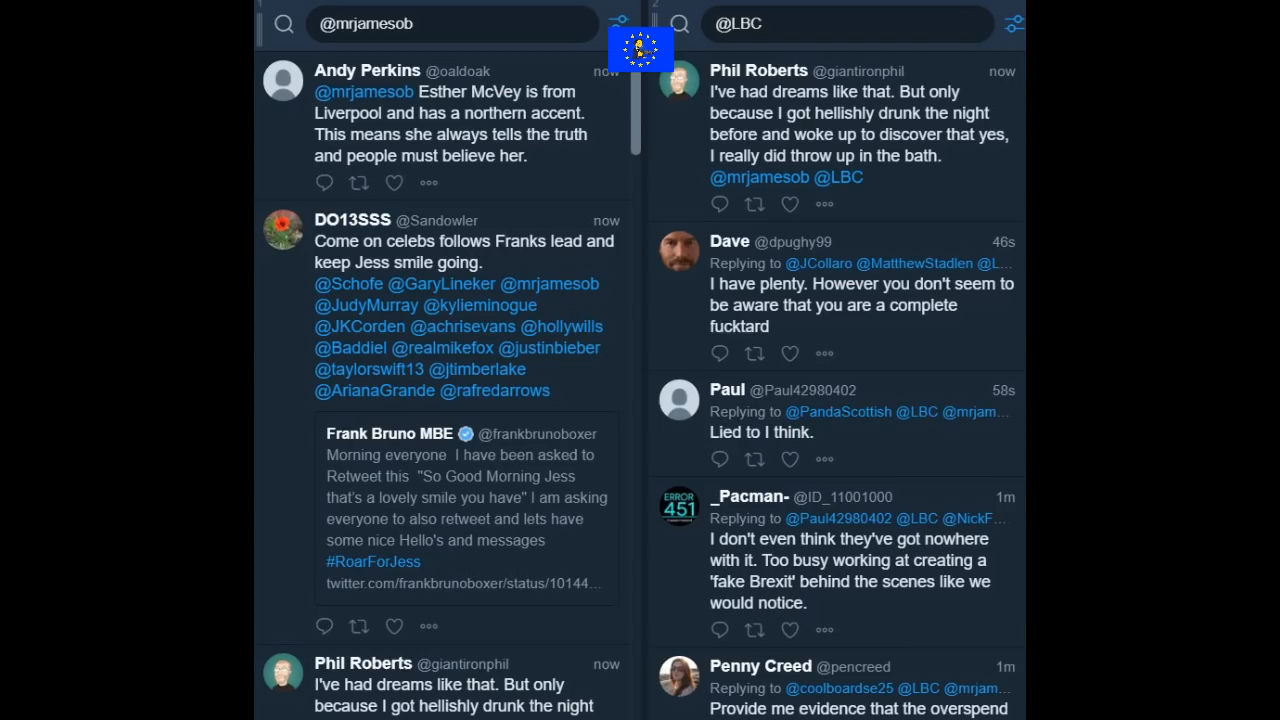 1
@mrjamesob
Andy Perkins @oaldoak now
@mrjamesob Esther McVey is from
Liverpool and has a northern accent.
This means she always tells the truth
and people must believe her.
DO13SSS @Sandowler now
Come on celebs follows Franks lead and
keep Jess smile going.
@Schofe @GaryLineker @mrjamesob
@JudyMurray @kylieminogue
@JKCorden @achrisevans @hollywills
@Baddiel @realmikefox @justinbieber
@taylorswift13 @jtimberlake
@ArianaGrande @rafredarrows
Frank Bruno MBE @frankbrunoboxer
Morning everyone I have been asked to
Retweet this "So Good Morning Jess
that's a lovely smile you have" I am asking
everyone to also retweet and lets have
some nice Hello's and messages
#RoarForJess
twitter.com/frankbrunoboxer/status/10144...
Phil Roberts @giantironphil now
I've had dreams like that. But only
because I got hellishly drunk the night
2
@LBC
Phil Roberts @giantironphil now
I've had dreams like that. But only
because I got hellishly drunk the night
before and woke up to discover that yes,
I really did throw up in the bath.
@mrjamesob @LBC
Dave @dpughy99 46s
Replying to @JCollaro @MatthewStadlen @L...
I have plenty. However you don't seem to
be aware that you are a complete
fucktard
Paul @Paul42980402 58s
Replying to @PandaScottish @LBC @mrjam...
Lied to I think.
ERROR
451
_Pacman- @ID_11001000 1m
Replying to @Paul42980402 @LBC @NickF...
I don't even think they've got nowhere
with it. Too busy working at creating a
'fake Brexit' behind the scenes like we
would notice.
Penny Creed @pencreed 1m
Replying to @coolboardse25 @LBC @mrjam...
Provide me evidence that the overspend